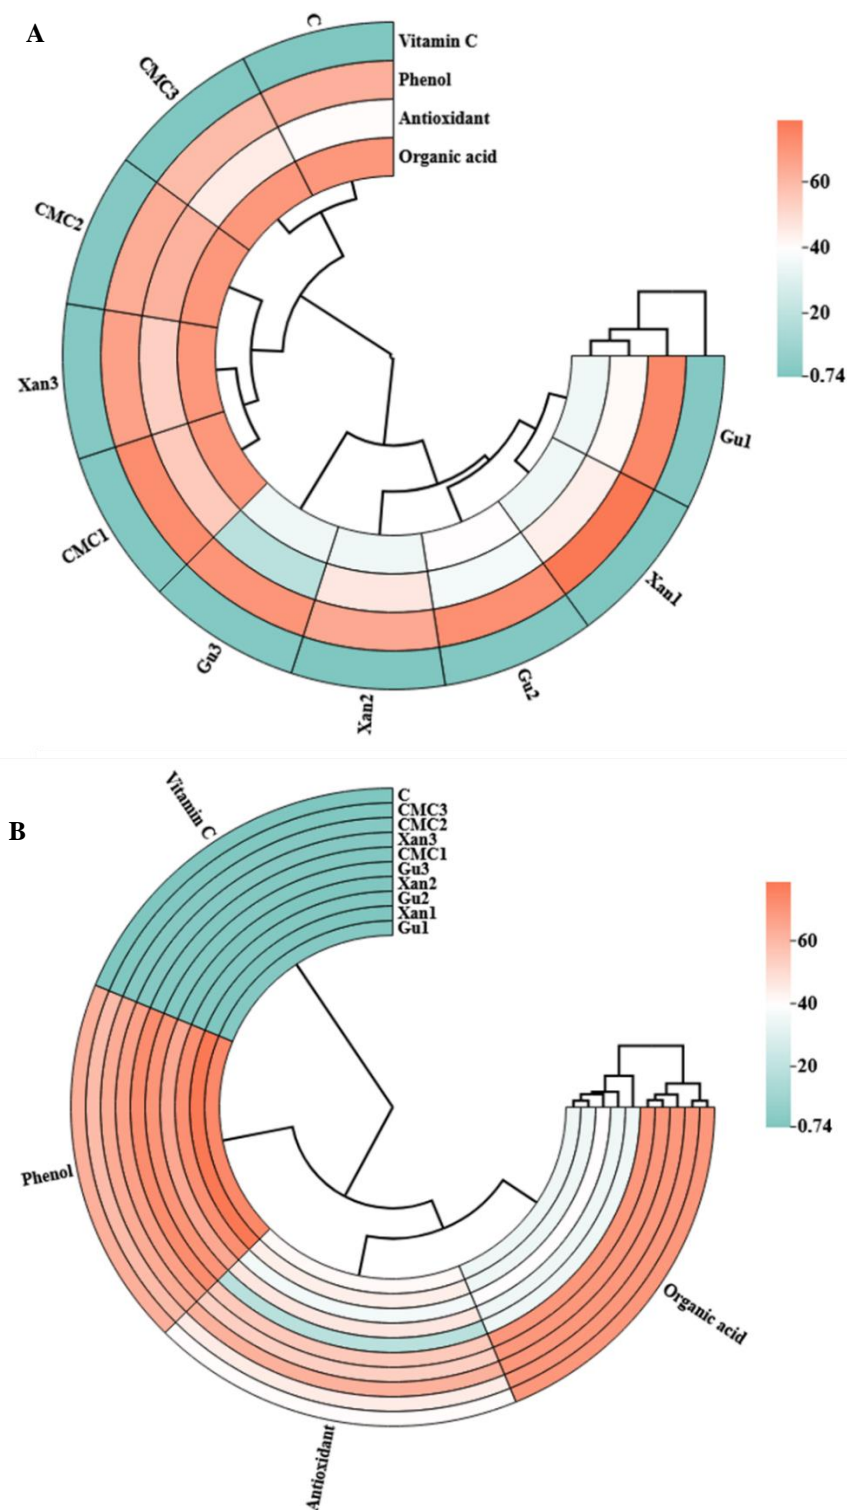 A
C
Vitamin C
Phenol
Antioxidant
Organic acid
CMC3
CMC2
Xan3
CMC1
Gu3
Xan2
Gu2
Xan1
Gu1
60
40
20
0.74
B
Vitamin C
C
CMC3
CMC2
Xan3
CMC1
Gu3
Xan2
Gu2
Xan1
Gu1
Phenol
Antioxidant
Organic acid
60
40
20
0.74